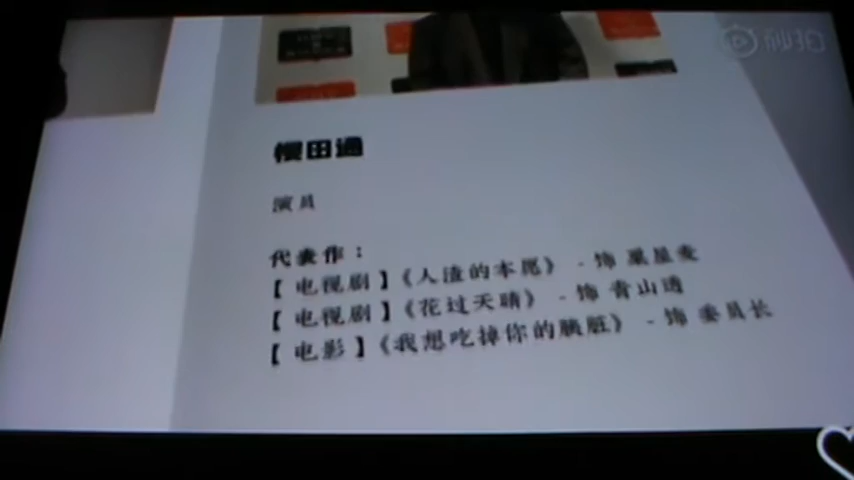 秒拍
樱田通
演员
代表作：
【电视剧】《人渣的本愿》 - 饰 粟屋麦
【电视剧】《花过天晴》 - 饰 青山透
【电影】《我想吃掉你的胰脏》 - 饰 委员长